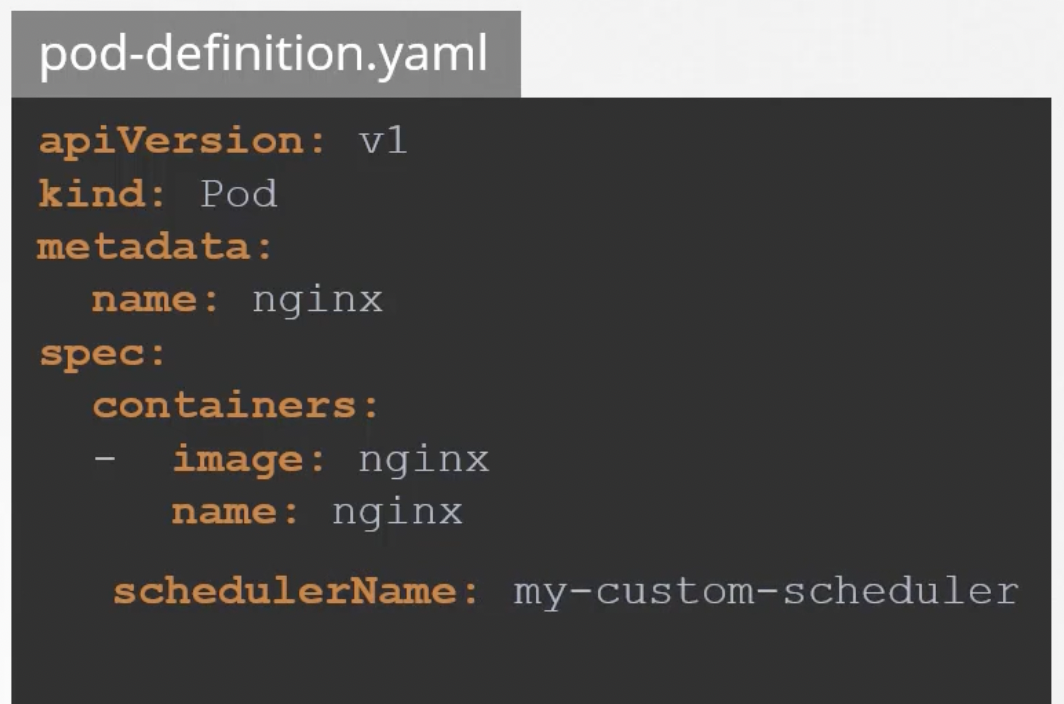 pod-definition.yaml
apiVersion: v1
kind: Pod
metadata:
  name: nginx
spec:
  containers:
  -  image: nginx
     name: nginx
   schedulerName: my-custom-scheduler